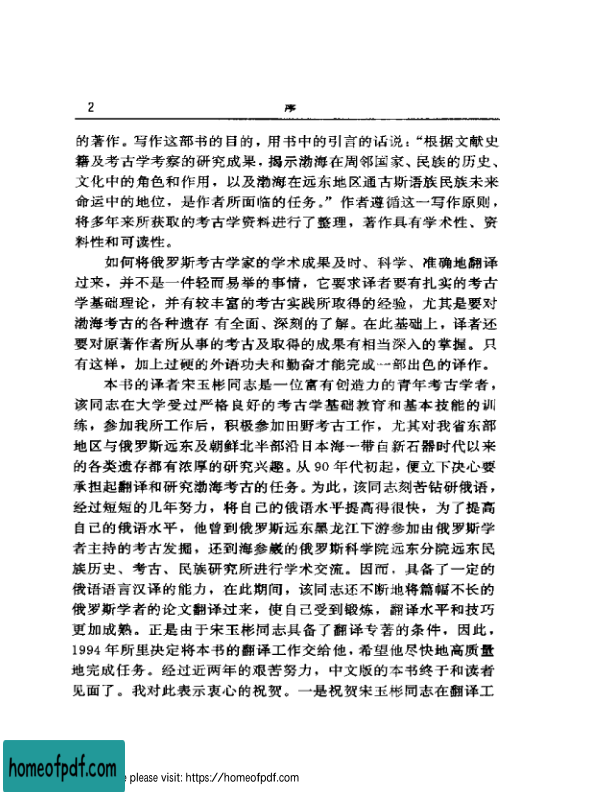 2
序
的著作。写作这部书的目的，用书中的引言的话说：“根据文献史
籍及考古学考察的研究成果，揭示渤海在周邻国家、民族的历史、
文化中的角色和作用，以及渤海在远东地区通古斯语族民族未来
命运中的地位，是作者所面临的任务。”作者遵循这一写作原则，
将多年来所获取的考古学资料进行了整理，著作具有学术性、资
料性和可读性。
如何将俄罗斯考古学家的学术成果及时、科学、准确地翻译
过来，并不是一件轻而易举的事情，它要求译者要有扎实的考古
学基础理论，并有较丰富的考古实践所取得的经验，尤其是要对
渤海考古的各种遗存 有全面、深刻的了解。在此基础上，译者还
要对原著作者所从事的考古及取得的成果有相当深入的掌握。只
有这样，加上过硬的外语功夫和勤奋才能完成一部出色的译作。
本书的译者宋玉彬同志是一位富有创造力的青年考古学者，
该同志在大学受过严格良好的考古学基础教育和基本技能的训
练，参加我所工作后，积极参加田野考古工作，尤其对我省东部
地区与俄罗斯远东及朝鲜北半部沿日本海一带自新石器时代以来
的各类遗存都有浓厚的研究兴趣。从 90 年代初起，便立下决心要
承担起翻译和研究渤海考古的任务。为此，该同志刻苦钻研俄语，
经过短短的几年努力，将自己的俄语水平提高得很快，为了提高
自己的俄语水平，他曾到俄罗斯远东黑龙江下游参加由俄罗斯学
者主持的考古发掘，还到海参崴的俄罗斯科学院远东分院远东民
族历史、考古、民族研究所进行学术交流。因而，具备了一定的
俄语语言汉译的能力，在此期间，该同志还不断地将篇幅不长的
俄罗斯学者的论文翻译过来，使自己受到锻炼，翻译水平和技巧
更加成熟。正是由于宋玉彬同志具备了翻译专著的条件，因此，
1994 年所里决定将本书的翻译工作交给他，希望他尽快地高质量
地完成任务。经过近两年的艰苦努力，中文版的本书终于和读者
见面了。我对此表示衷心的祝贺。一是祝贺宋玉彬同志在翻译工
homeofpdf.com
please visit: https://homeofpdf.com